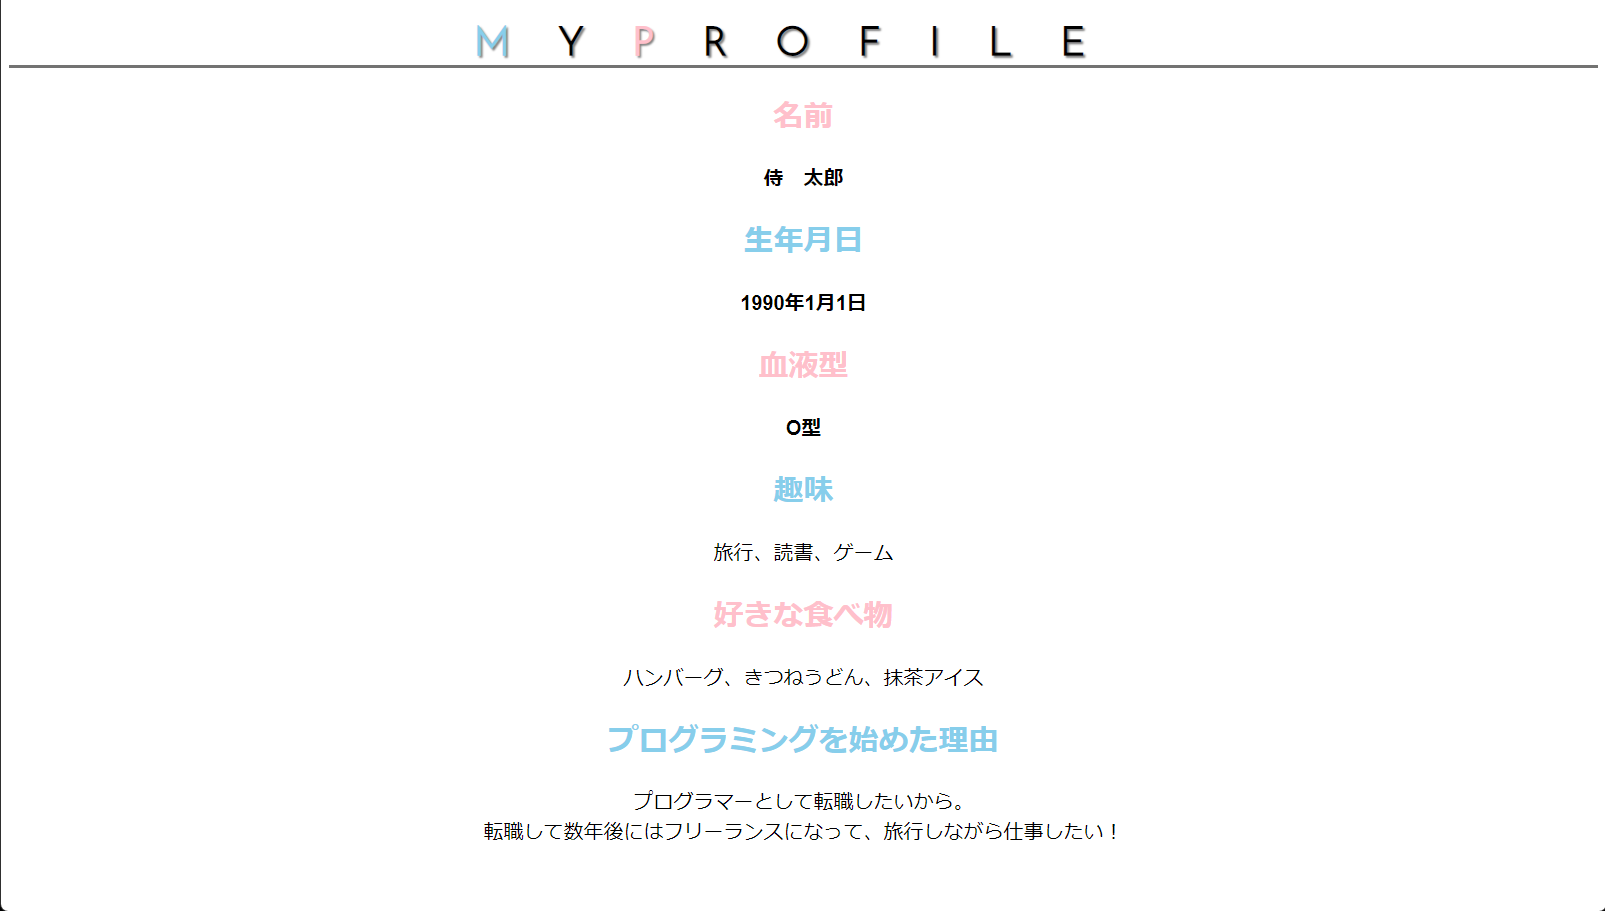 MY PROFILE
名前
侍　太郎
生年月日
1990年1月1日
血液型
O型
趣味
旅行、読書、ゲーム
好きな食べ物
ハンバーグ、きつねうどん、抹茶アイス
プログラミングを始めた理由
プログラマーとして転職したいから。
転職して数年後にはフリーランスになって、旅行しながら仕事したい！